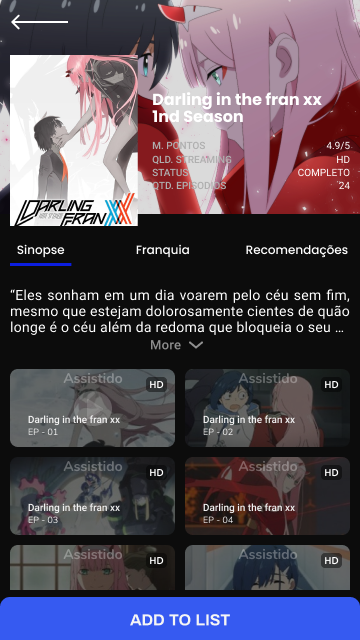 Darling in the fran xx
1nd Season
M. PONTOS 4.9/5
QLD. STREAMING HD
STATUS COMPLETO
QTD. EPISODIOS 24
DARLING
in the
FRANXX
Sinopse Franquia Recomendações
“Eles sonham em um dia voarem pelo céu sem fim,
mesmo que estejam dolorosamente cientes de quão
longe é o céu além da redoma que bloqueia o seu ...
More
Assistido HD
Darling in the fran xx
EP - 01
Assistido HD
Darling in the fran xx
EP - 02
Assistido HD
Darling in the fran xx
EP - 03
Assistido HD
Darling in the fran xx
EP - 04
Assistido HD
Assistido HD
ADD TO LIST